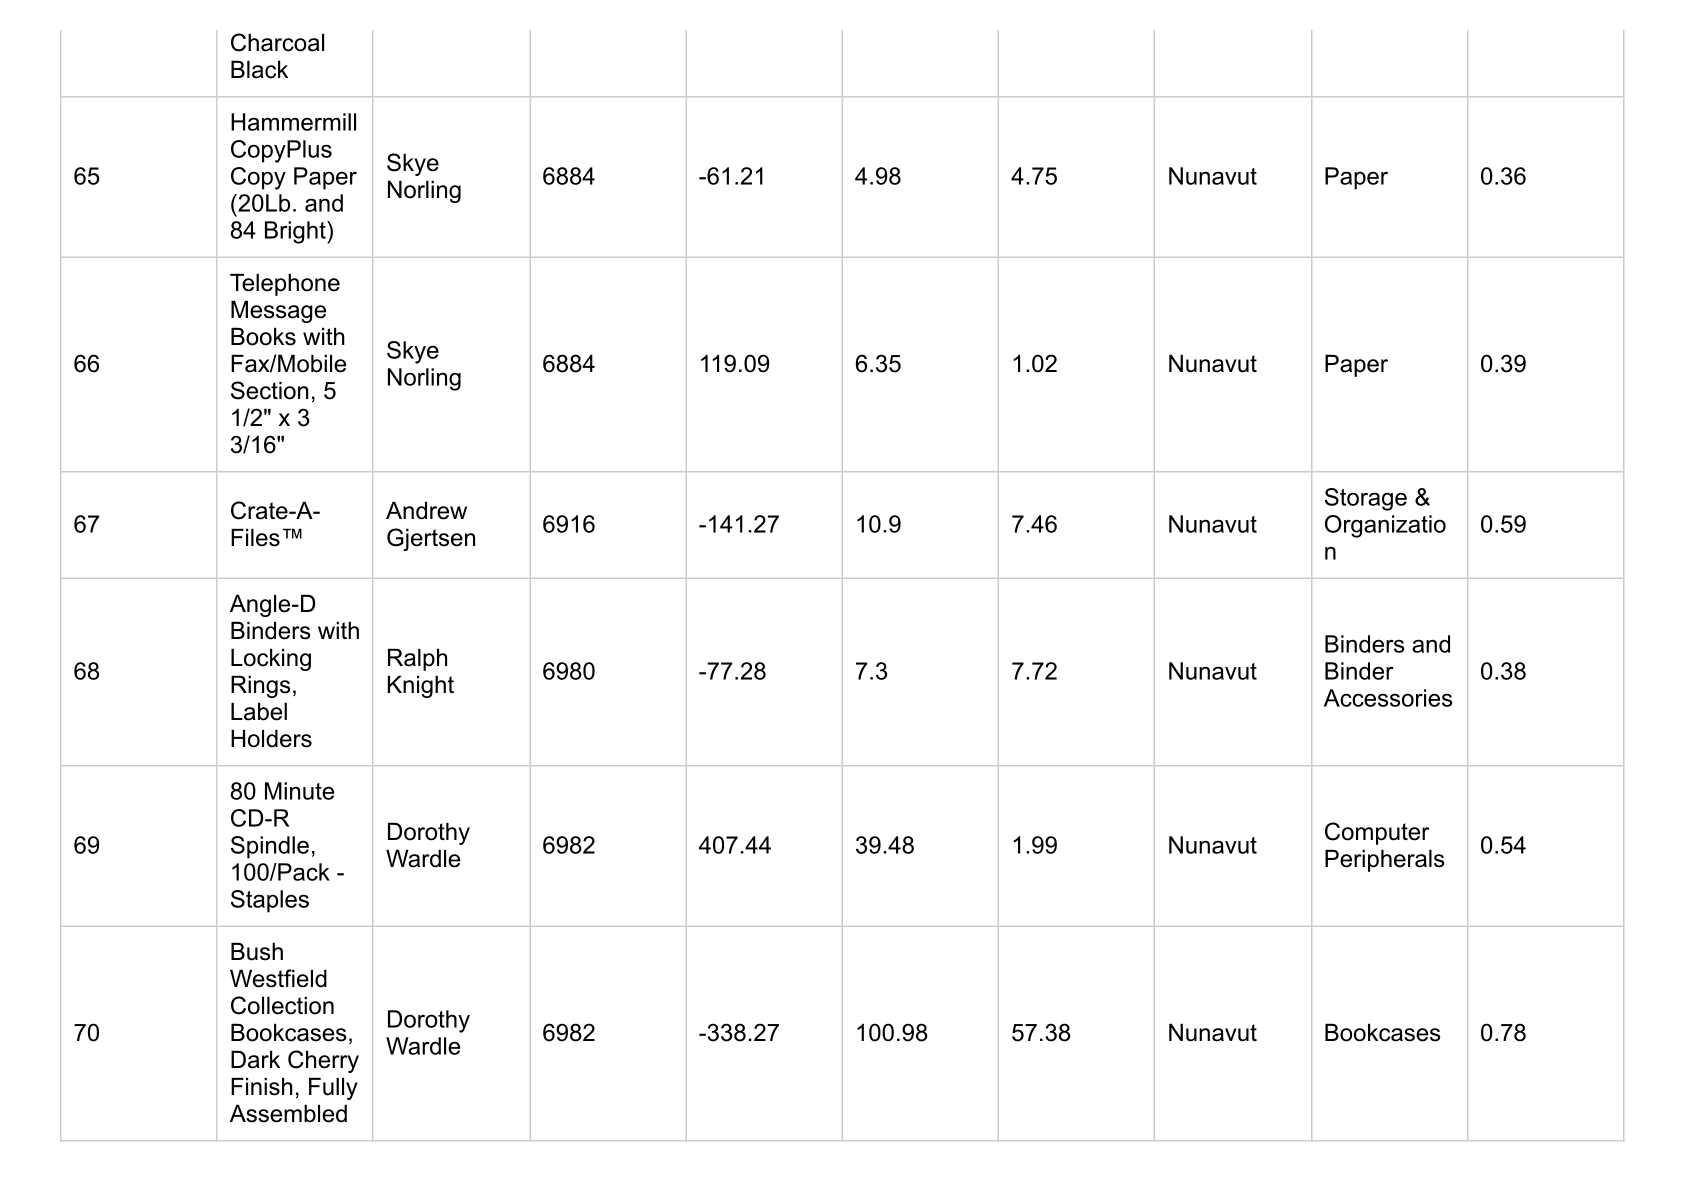 Charcoal
Black
65
Hammermill
CopyPlus
Copy Paper
(20Lb. and
84 Bright)
Skye
Norling
6884
-61.21
4.98
4.75
Nunavut
Paper
0.36
66
Telephone
Message
Books with
Fax/Mobile
Section, 5
1/2" x 3
3/16"
Skye
Norling
6884
119.09
6.35
1.02
Nunavut
Paper
0.39
67
Crate-A-
Files™
Andrew
Gjertsen
6916
-141.27
10.9
7.46
Nunavut
Storage &
Organizatio
n
0.59
68
Angle-D
Binders with
Locking
Rings,
Label
Holders
Ralph
Knight
6980
-77.28
7.3
7.72
Nunavut
Binders and
Binder
Accessories
0.38
69
80 Minute
CD-R
Spindle,
100/Pack -
Staples
Dorothy
Wardle
6982
407.44
39.48
1.99
Nunavut
Computer
Peripherals
0.54
70
Bush
Westfield
Collection
Bookcases,
Dark Cherry
Finish, Fully
Assembled
Dorothy
Wardle
6982
-338.27
100.98
57.38
Nunavut
Bookcases
0.78